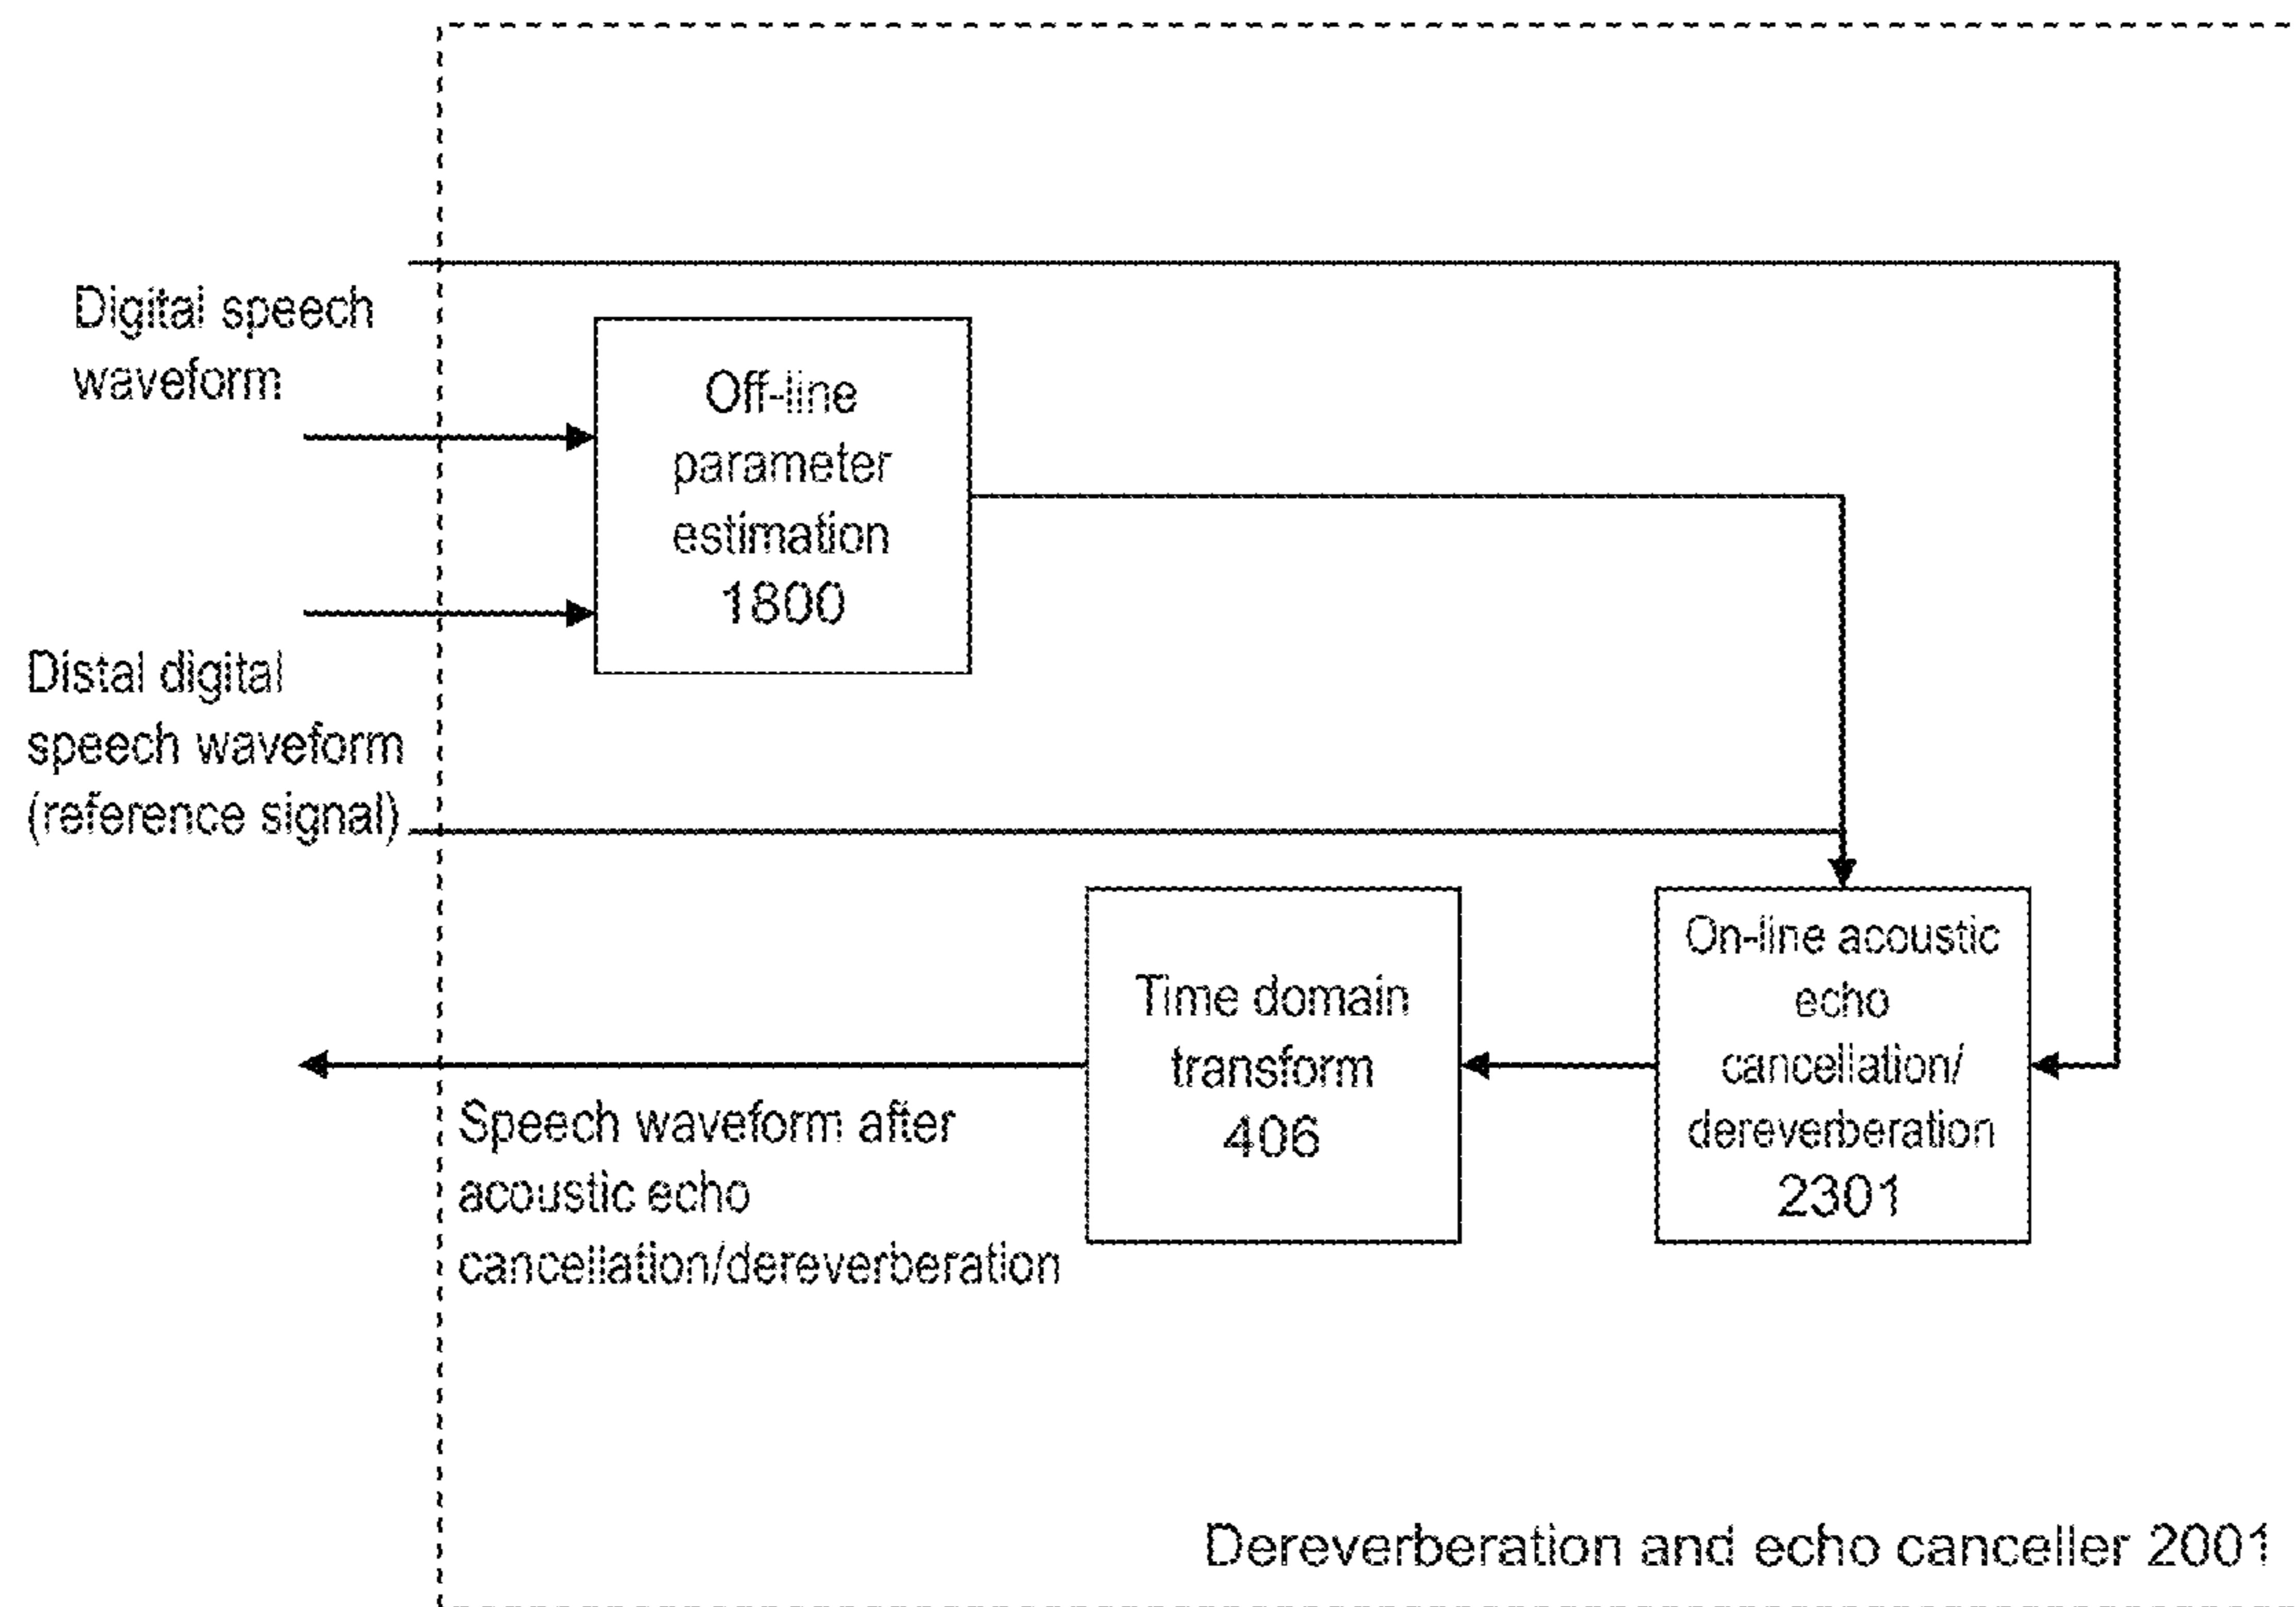 Digital speech
waveform
Off-line
parameter
estimation
1800
Distal digital
speech waveform
(reference signal)
On-line acoustic
echo
cancellation/
dereverberation
2301
Time domain
transform
406
Speech waveform after
acoustic echo
cancellation/dereverberation
Dereverberation and echo canceller 2001